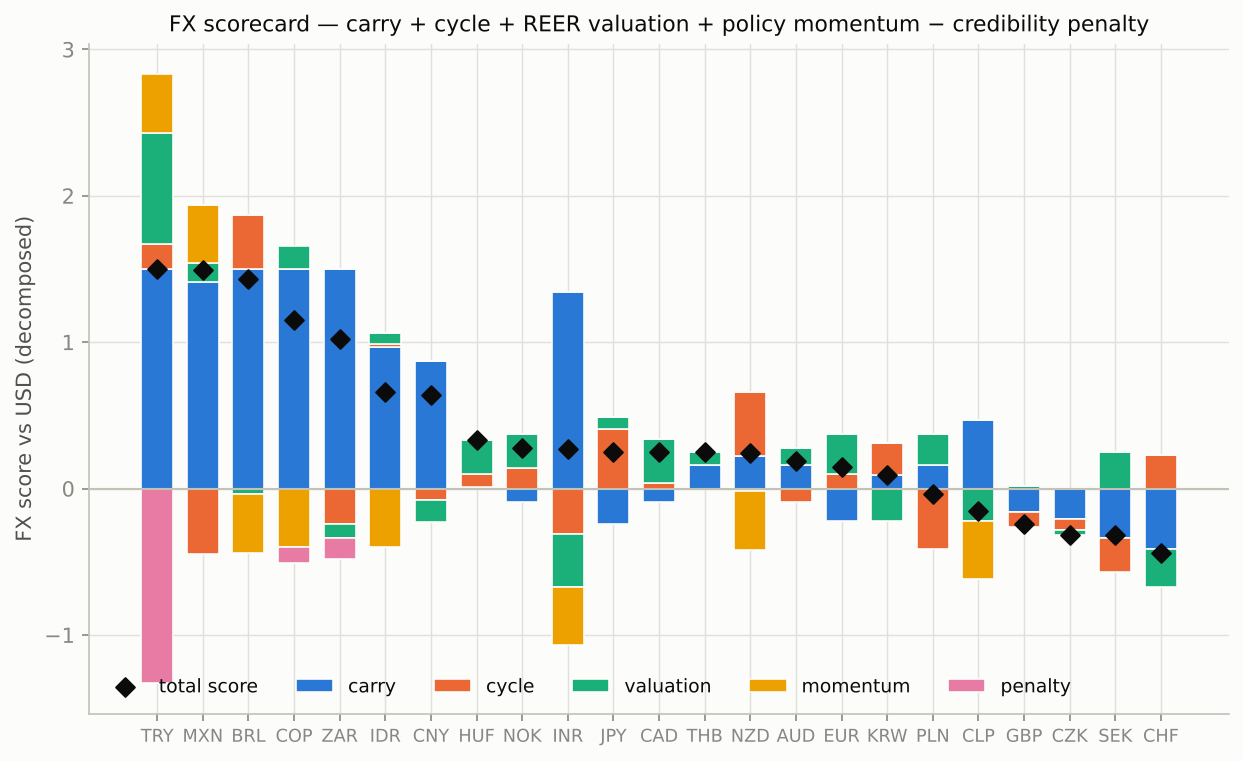 FX scorecard — carry + cycle + REER valuation + policy momentum − credibility penalty
FX score vs USD (decomposed)
3
2
1
0
−1
total score carry cycle valuation momentum penalty
TRY MXN BRL COP ZAR IDR CNY HUF NOK INR JPY CAD THB NZD AUD EUR KRW PLN CLP GBP CZK SEK CHF